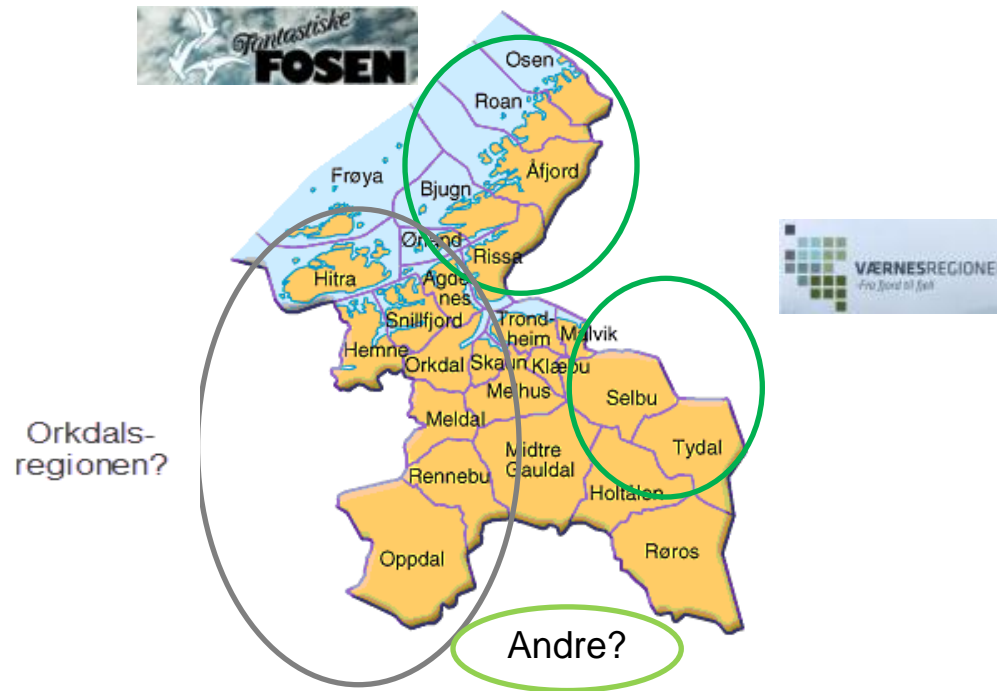 Fantastiske
FOSEN
Osen
Roan
Åfjord
Frøya
Bjugn
Ørland
Rissa
Hitra
Agde-
nes
Snillfjord
Trond-
heim
Malvik
Hemne
Orkdal
Skaun
Klæbu
Melhus
Selbu
Meldal
Tydal
Midtre
Gauldal
Rennebu
Holtålen
Oppdal
Røros
VÆRNESREGIONE
-Fra fjord til fjell
Orkdals-
regionen?
Andre?